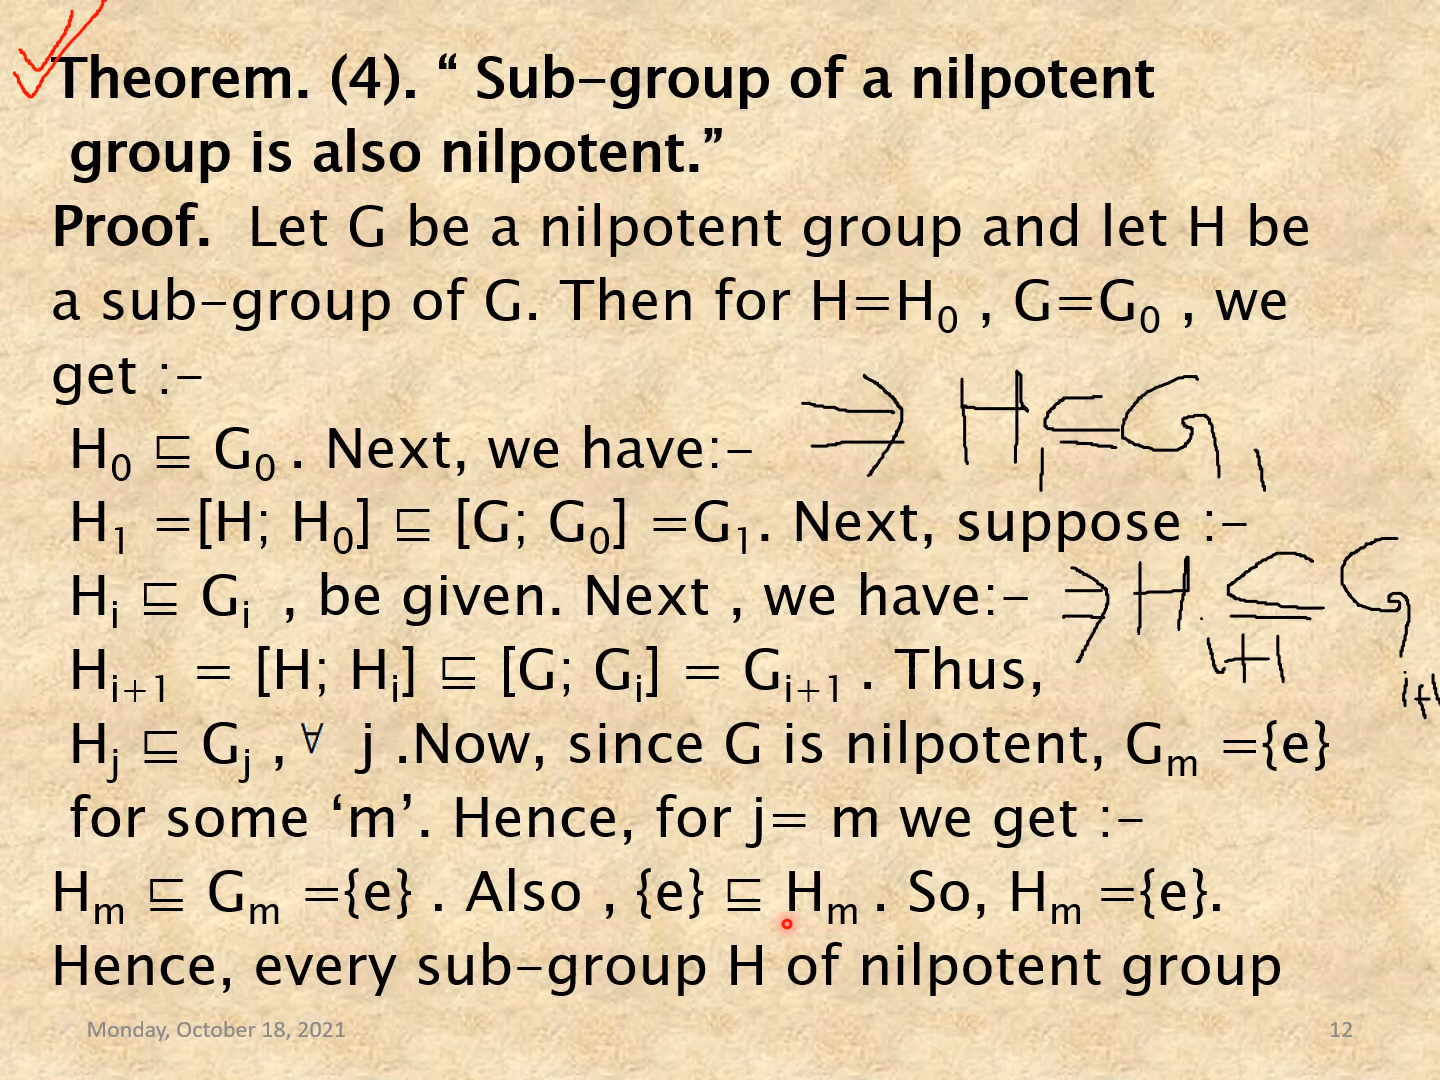 Theorem. (4). “ Sub-group of a nilpotent
group is also nilpotent.”
Proof. Let G be a nilpotent group and let H be
a sub-group of G. Then for H=H₀ , G=G₀ , we
get :-
⇒ H₁ ⊆ G₁
H₀ ⊑ G₀ . Next, we have:-
H₁ =[H; H₀] ⊑ [G; G₀] =G₁. Next, suppose :-
Hᵢ ⊑ Gᵢ , be given. Next , we have:-
⇒ Hᵢ₊₁ ⊆ Gᵢ₊₁
Hᵢ₊₁ = [H; Hᵢ] ⊑ [G; Gᵢ] = Gᵢ₊₁ . Thus,
Hⱼ ⊑ Gⱼ , ∀ j .Now, since G is nilpotent, Gₘ ={e}
for some ‘m’. Hence, for j= m we get :-
Hₘ ⊑ Gₘ ={e} . Also , {e} ⊑ Hₘ . So, Hₘ ={e}.
Hence, every sub-group H of nilpotent group
Monday, October 18, 2021
12